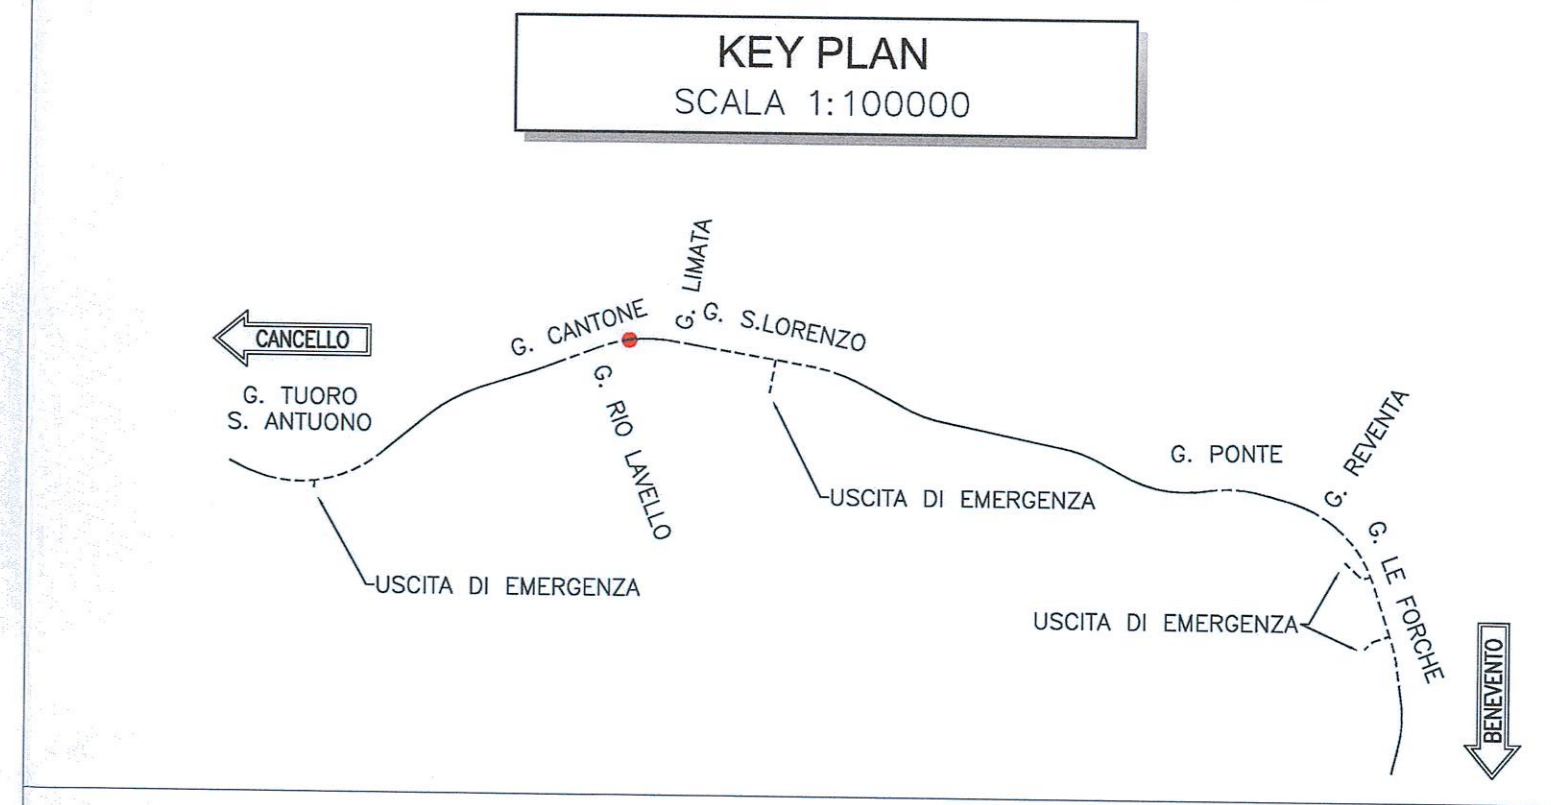 KEY PLAN
SCALA 1:100000
CANCELLO
G. TUORO
S. ANTUONO
USCITA DI EMERGENZA
G. CANTONE
G. RIO LAVELLO
G. LIMATA
G. S.LORENZO
USCITA DI EMERGENZA
G. PONTE
G. REVENTA
G. LE FORCHE
USCITA DI EMERGENZA
BENEVENTO